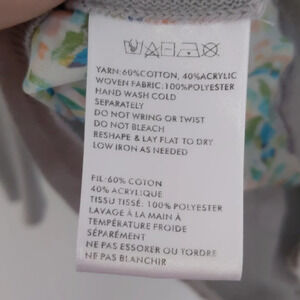 YARN:60%COTTON, 40%ACRYLIC
WOVEN FABRIC:100%POLYESTER
HAND WASH COLD
SEPARATELY
DO NOT WRING OR TWIST
DO NOT BLEACH
RESHAPE & LAY FLAT TO DRY
LOW IRON AS NEEDED
FIL:60% COTON
40% ACRYLIQUE
TISSU TISSÉ: 100% POLYESTER
LAVAGE À LA MAIN À
TEMPÉRATURE FROIDE
SÉPARÉMENT
NE PAS ESSORER OU TORDRE
NE PAS BLANCHIR